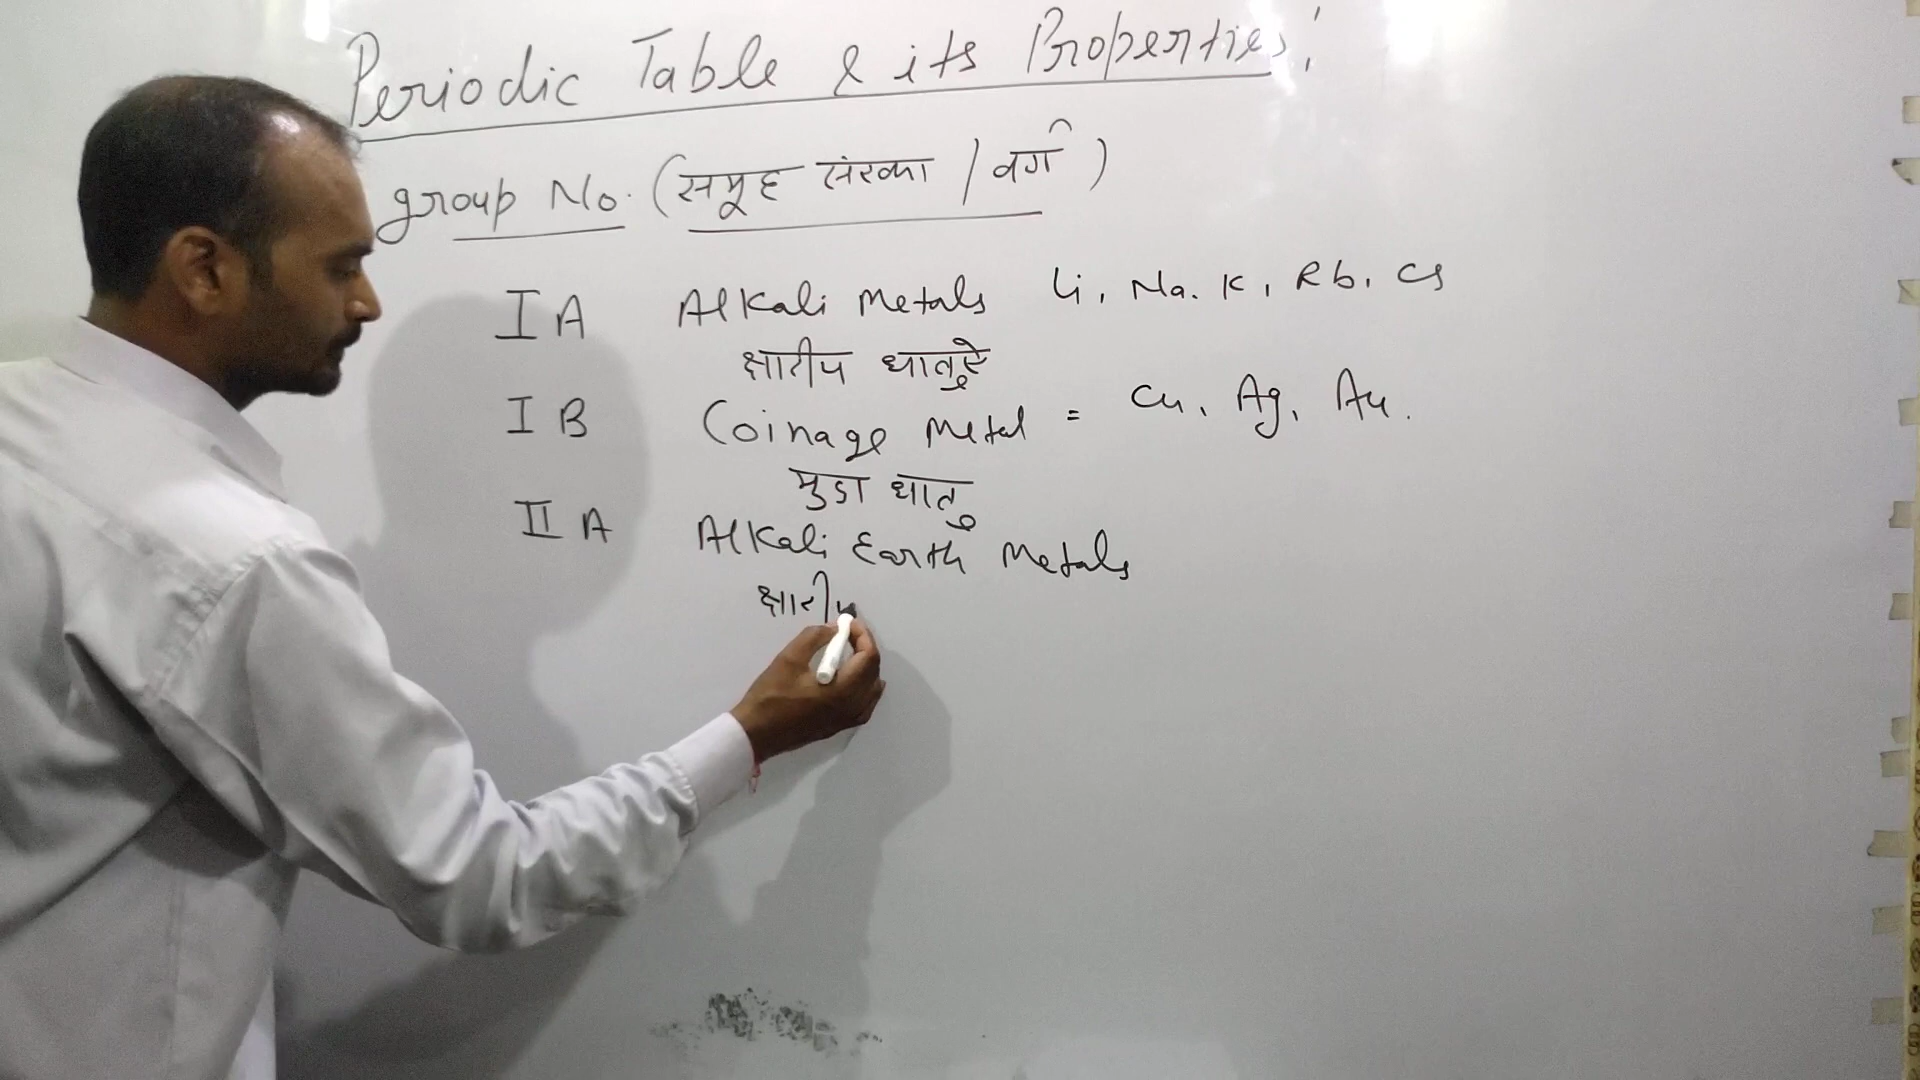 Periodic Table & its Properties:
group No. (समूह संख्या / वर्ग)
I A Alkali Metals Li, Na. K, Rb, Cs
क्षारीय धातुऐ
I B Coinage Metal = Cu, Ag, Au.
मुद्रा धातु
II A Alkali Earth Metals
क्षारीय